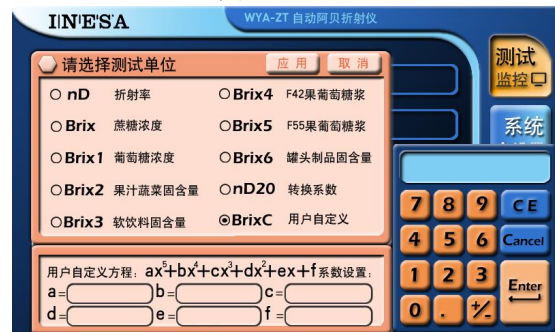 INESA
WYA-ZT 自动阿贝折射仪
测试
监控
系统
请选择测试单位
应用
取消
nD 折射率
Brix4 F42果葡萄糖浆
Brix 蔗糖浓度
Brix5 F55果葡萄糖浆
Brix1 葡萄糖浓度
Brix6 罐头制品固含量
Brix2 果汁蔬菜固含量
nD20 转换系数
Brix3 软饮料固含量
BrixC 用户自定义
用户自定义方程: ax⁵+bx⁴+cx³+dx²+ex+f 系数设置:
a= b= c=
d= e= f=
7 8 9 CE
4 5 6 Cancel
1 2 3 Enter
0 . +/-